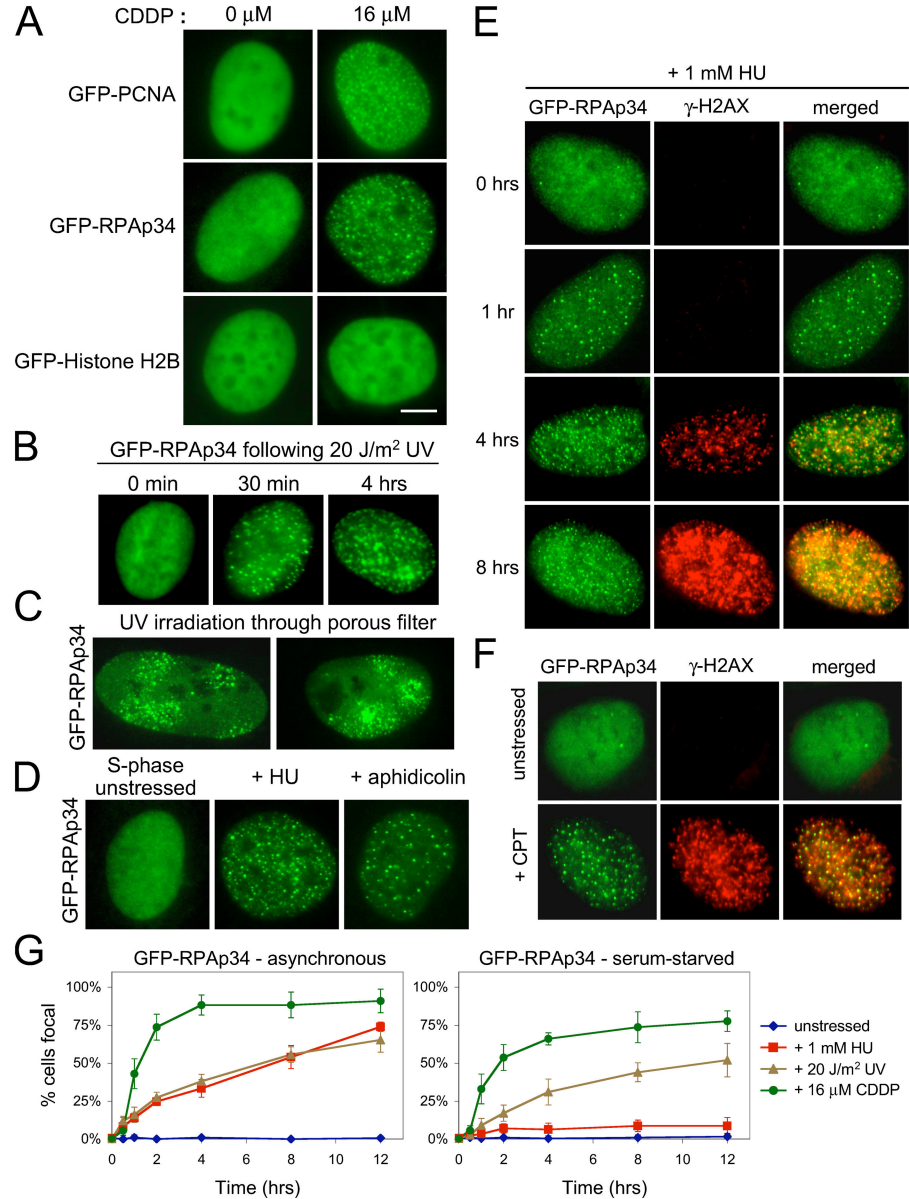 A
CDDP : 0 μM 16 μM
GFP-PCNA
GFP-RPAp34
GFP-Histone H2B
B
GFP-RPAp34 following 20 J/m² UV
0 min 30 min 4 hrs
C
UV irradiation through porous filter
GFP-RPAp34
D
S-phase unstressed + HU + aphidicolin
GFP-RPAp34
E
+ 1 mM HU
GFP-RPAp34 γ-H2AX merged
0 hrs
1 hr
4 hrs
8 hrs
F
GFP-RPAp34 γ-H2AX merged
unstressed
+ CPT
G
GFP-RPAp34 - asynchronous
% cells focal
100%
75%
50%
25%
0%
0 2 4 6 8 10 12
Time (hrs)
GFP-RPAp34 - serum-starved
100%
75%
50%
25%
0%
0 2 4 6 8 10 12
Time (hrs)
unstressed
+ 1 mM HU
+ 20 J/m² UV
+ 16 μM CDDP